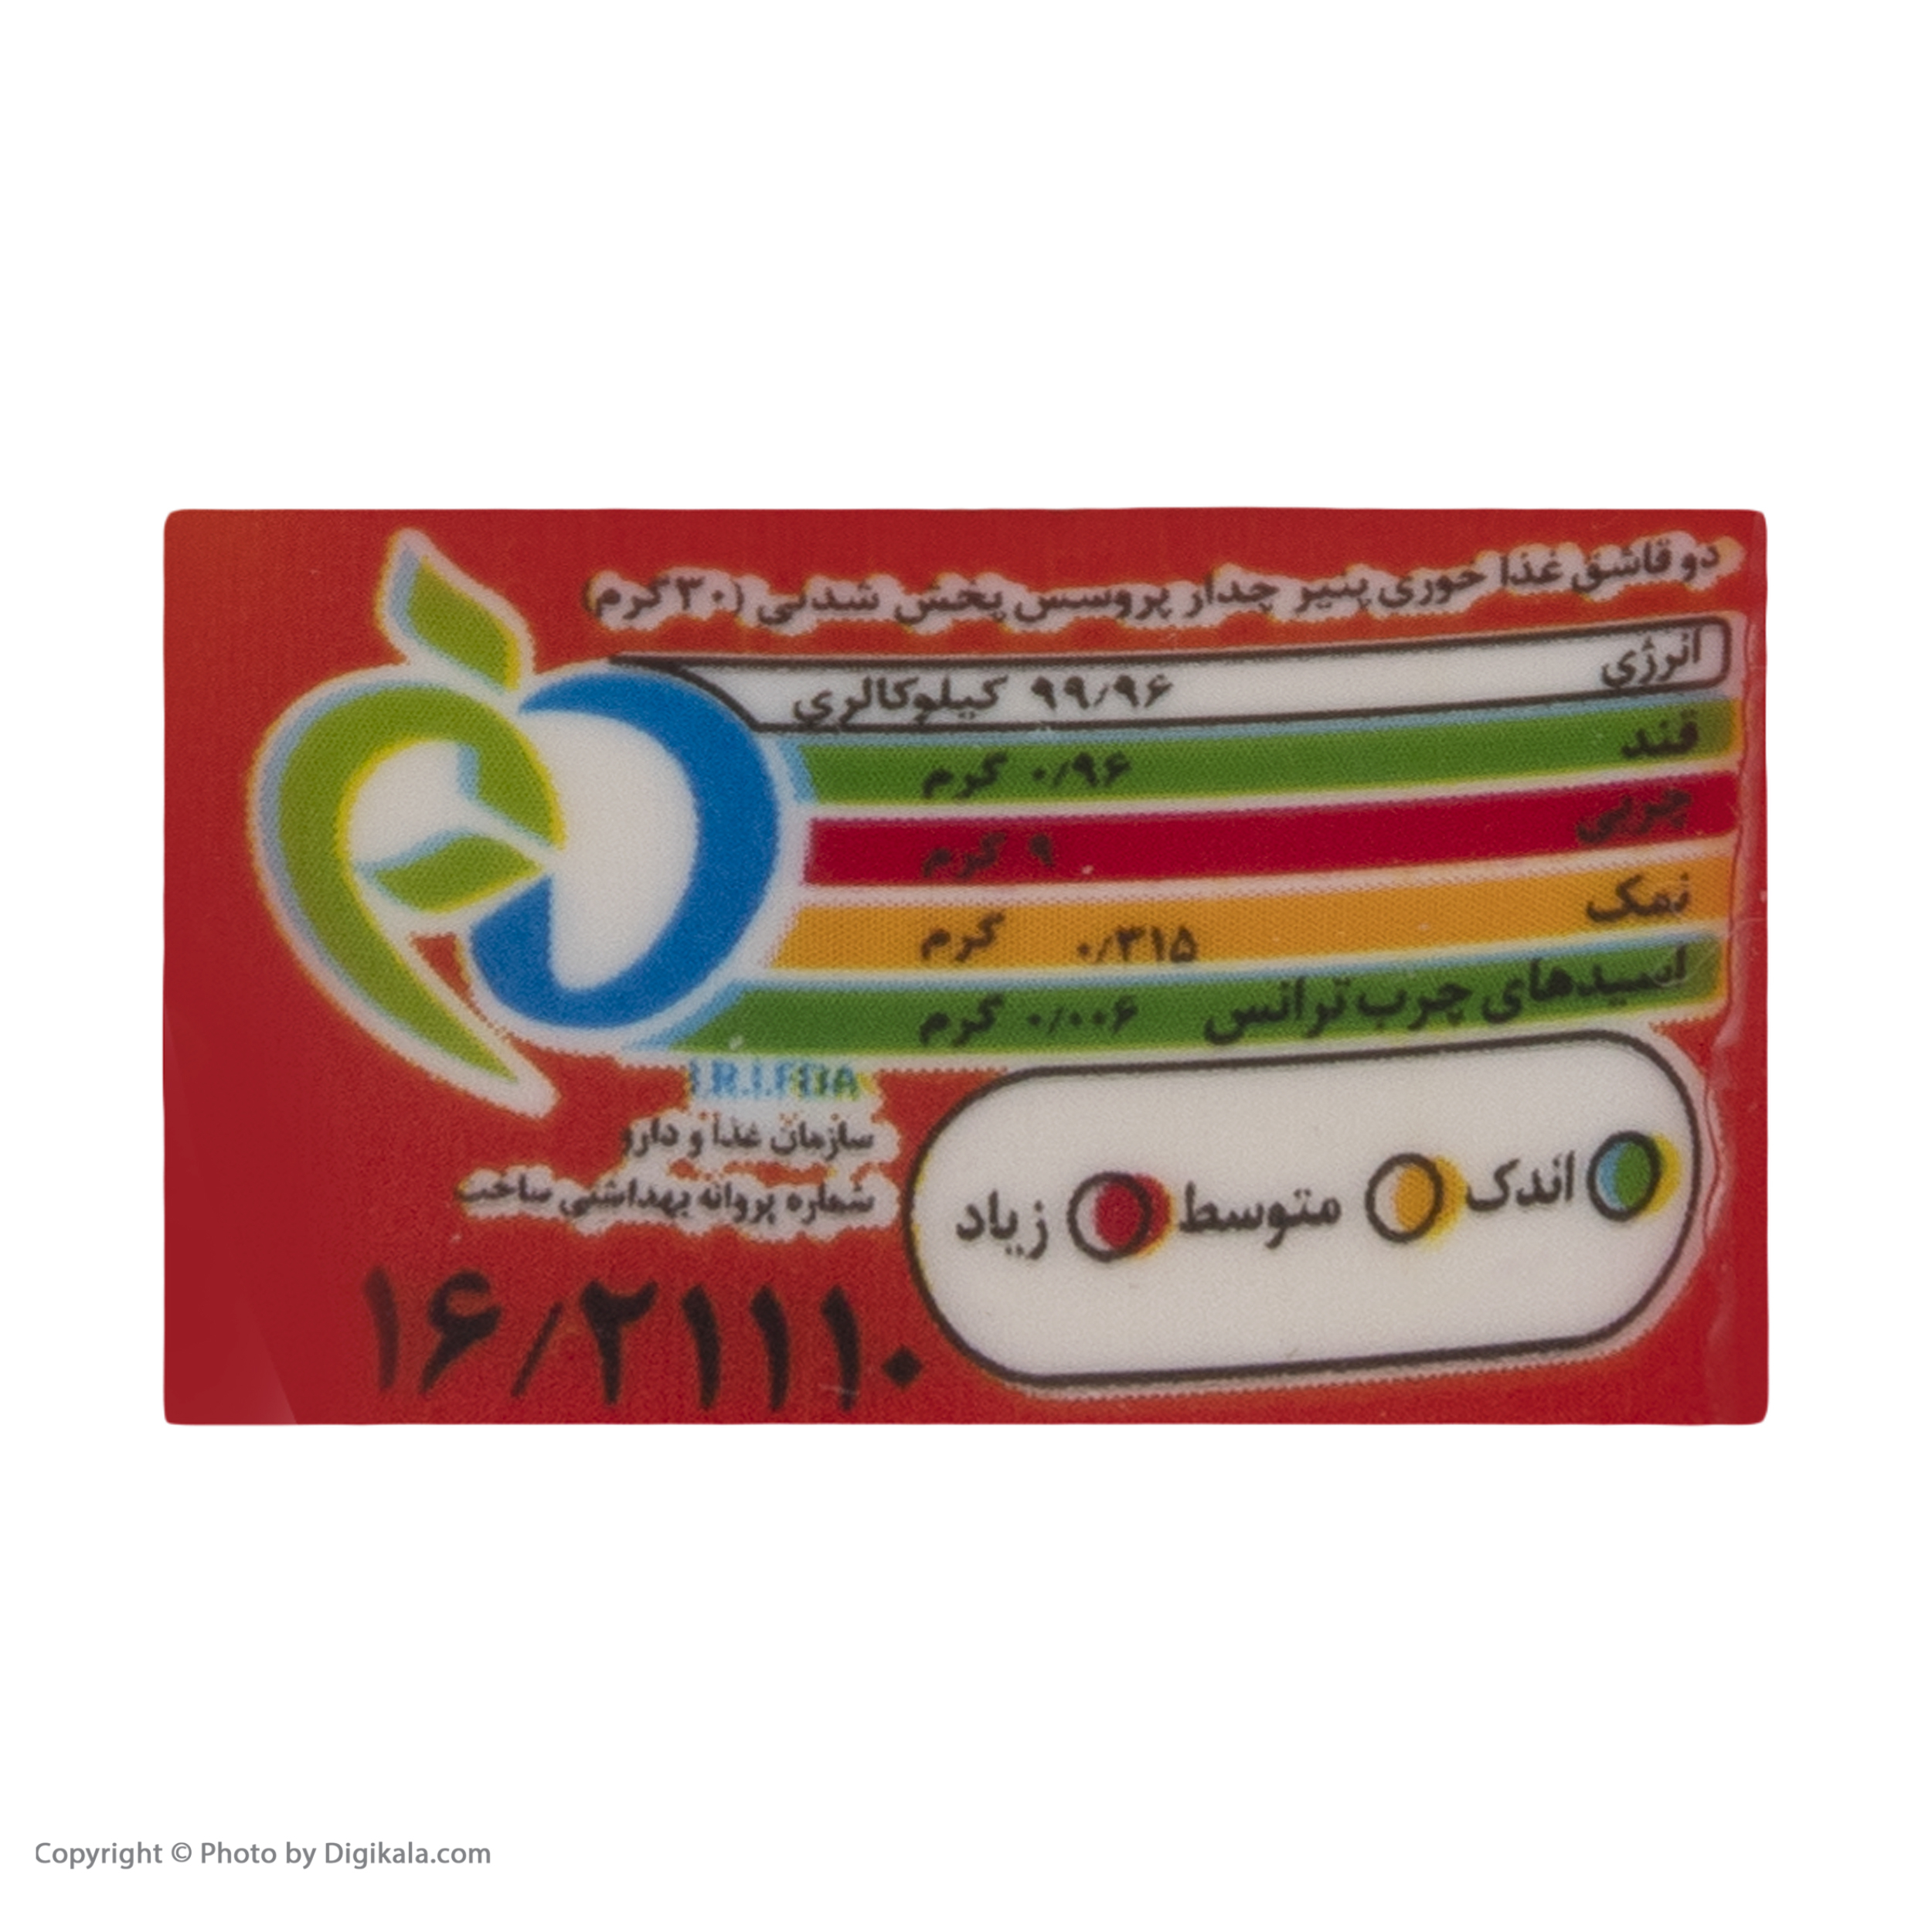 دو قاشق غذا خوری پنیر چدار پروسس پخش شدنی (۳۰گرم)
انرژی ۹۹/۹۶ کیلوکالری
قند ۰/۹۶ گرم
چربی ۹ گرم
نمک ۰/۳۱۵ گرم
اسیدهای چرب ترانس ۰/۰۰۶ گرم
I.R.I.FDA
سازمان غذا و دارو
شماره پروانه بهداشتی ساخت
۱۶/۲۱۱۱۰
اندک متوسط زیاد
Copyright © Photo by Digikala.com